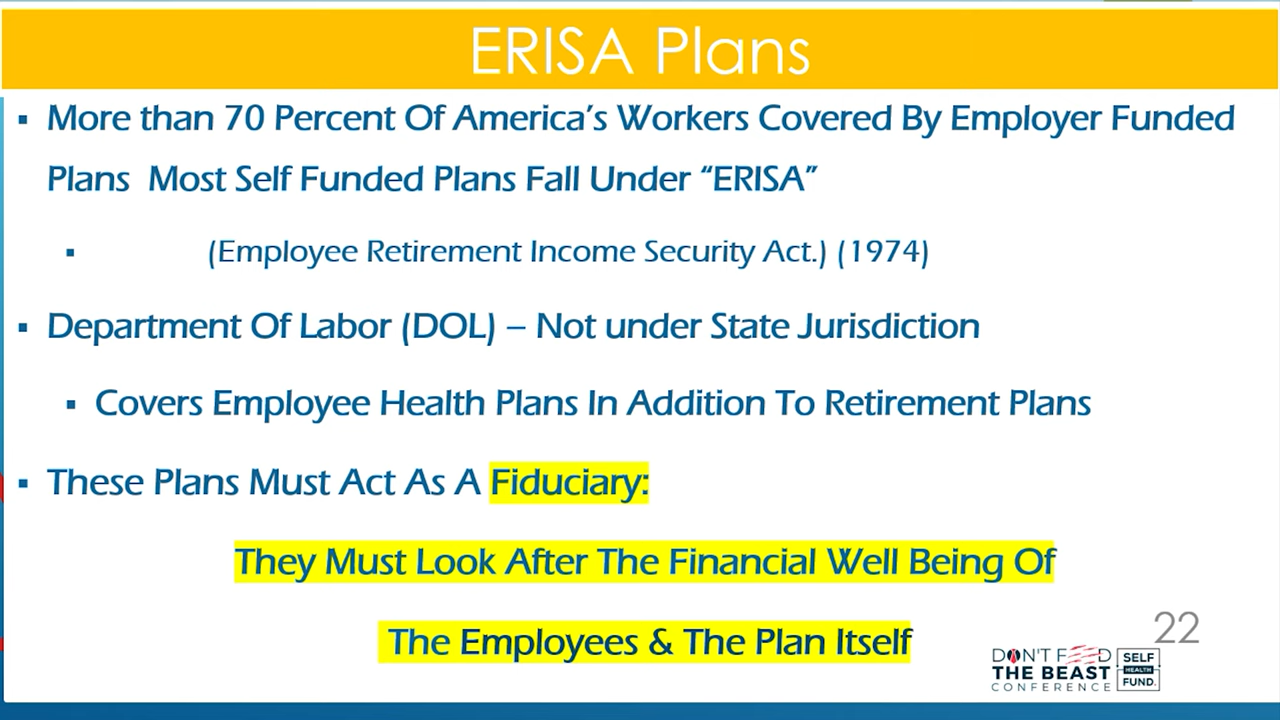 ERISA Plans
▪ More than 70 Percent Of America's Workers Covered By Employer Funded
Plans  Most Self Funded Plans Fall Under “ERISA”
▪ (Employee Retirement Income Security Act.) (1974)
▪ Department Of Labor (DOL) – Not under State Jurisdiction
▪ Covers Employee Health Plans In Addition To Retirement Plans
▪ These Plans Must Act As A Fiduciary:
They Must Look After The Financial Well Being Of
The Employees & The Plan Itself
22
DON'T FEED
THE BEAST
CONFERENCE
SELF
HEALTH
FUND.